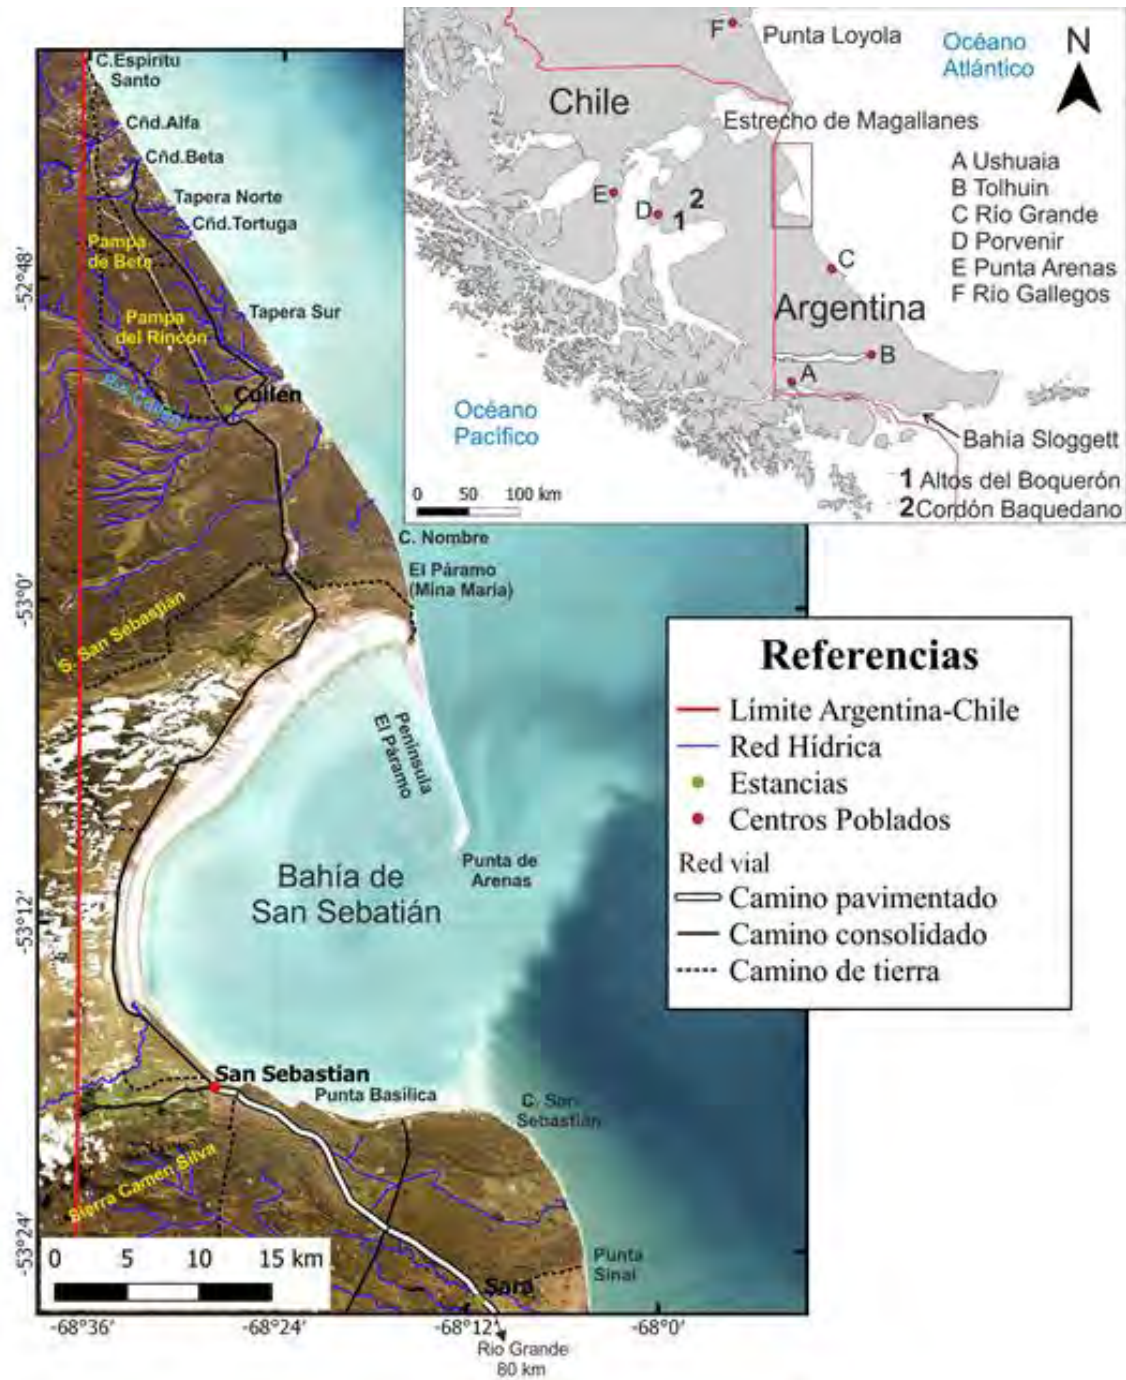 C.Espíritu
Santo
Cñd.Alfa
Cñd.Beta
Tapera Norte
Cñd.Tortuga
Pampa
de Beta
Tapera Sur
Pampa
del Rincón
Río Cullen
Cullen
C. Nombre
El Páramo
(Mina María)
S. San Sebastián
Península
El Páramo
Punta de
Arenas
Bahía de
San Sebatián
San Sebastian
Punta Basílica
C. San
Sebastián
Sierra Carmen Silva
Punta
Sinaí
Sara
0 5 10 15 km
-52°48'
-53°0'
-53°12'
-53°24'
-68°36' -68°24' -68°12' -68°0'
Rio Grande
80 km
F
Punta Loyola
Océano
Atlántico
N
Chile
Estrecho de Magallanes
E
D
2
1
C
Argentina
B
A
A Ushuaia
B Tolhuin
C Río Grande
D Porvenir
E Punta Arenas
F Río Gallegos
Océano
Pacífico
Bahía Sloggett
1 Altos del Boquerón
2 Cordón Baquedano
0 50 100 km
Referencias
Límite Argentina-Chile
Red Hídrica
Estancias
Centros Poblados
Red vial
Camino pavimentado
Camino consolidado
Camino de tierra